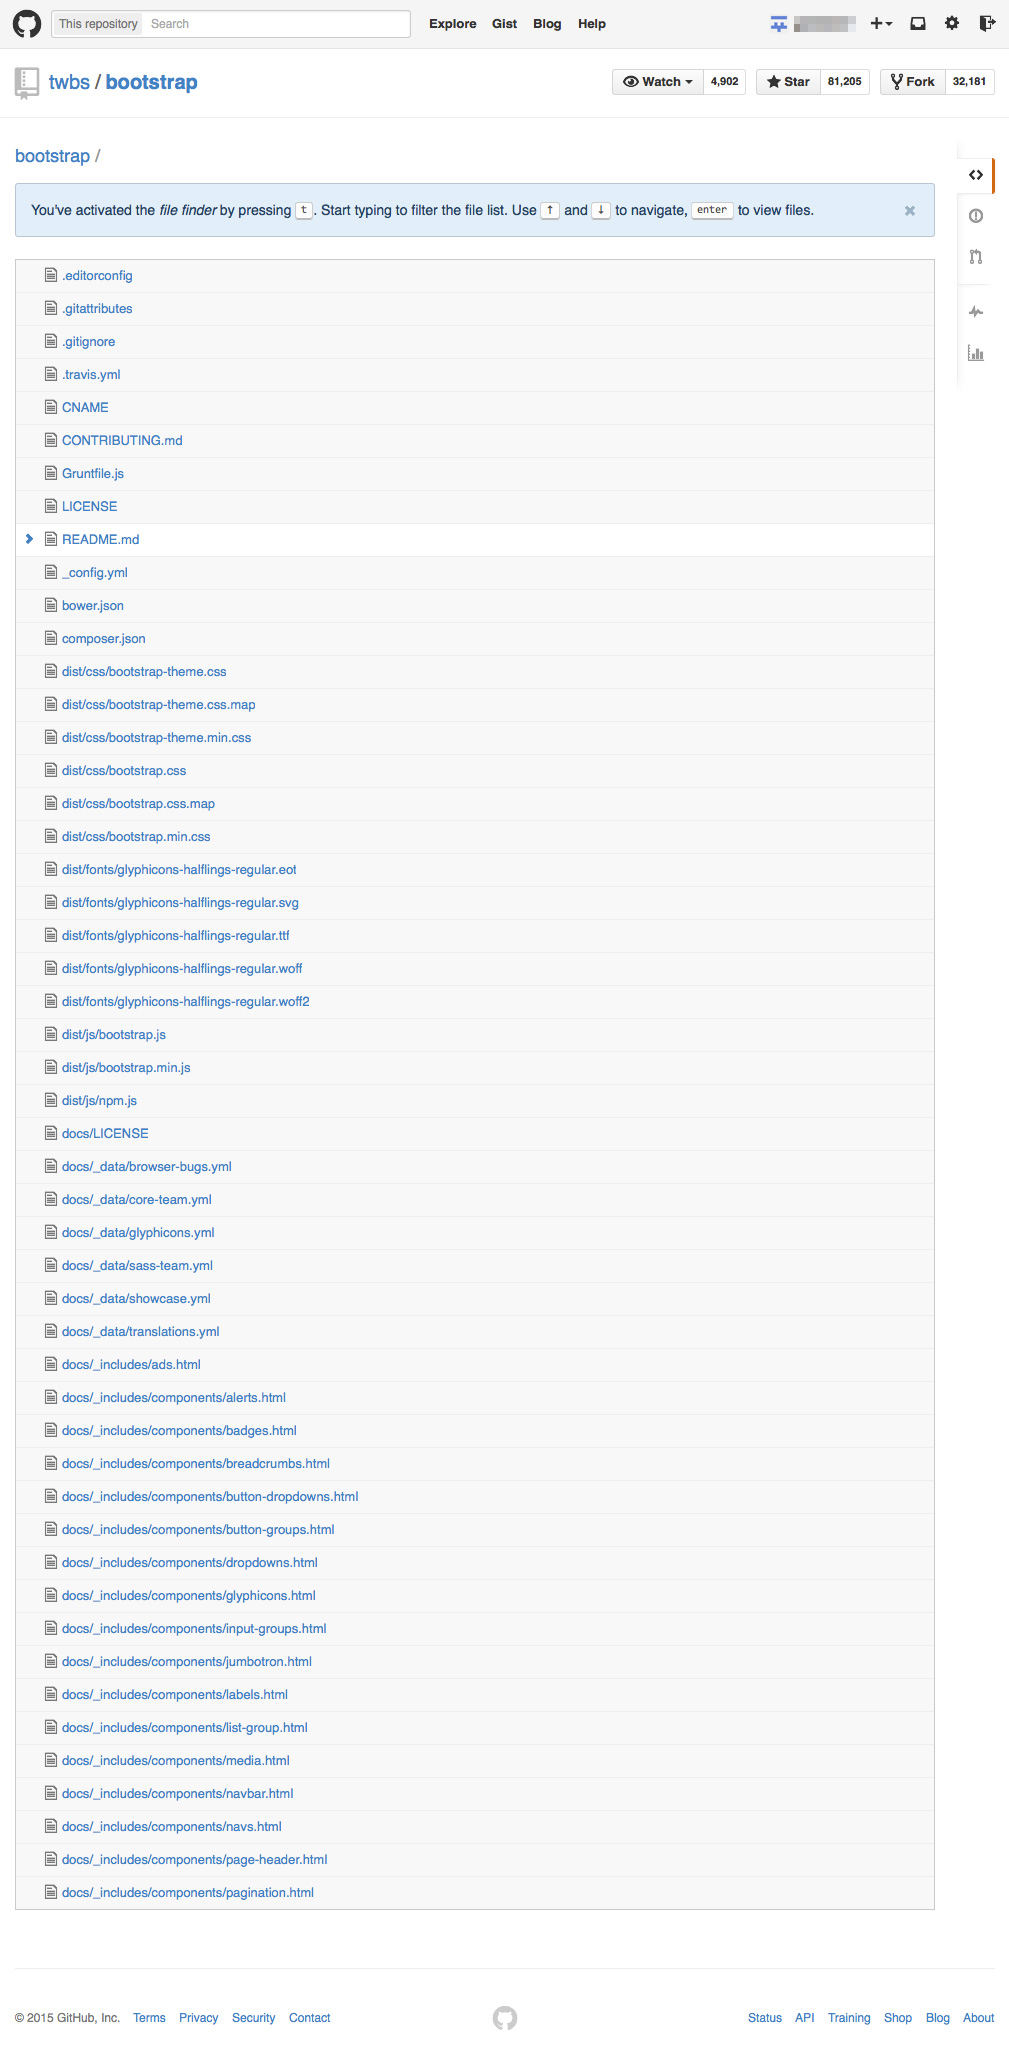 This repository Search Explore Gist Blog Help
twbs / bootstrap Watch 4,902 Star 81,205 Fork 32,181
bootstrap /
You've activated the file finder by pressing t . Start typing to filter the file list. Use ↑ and ↓ to navigate, enter to view files.
.editorconfig
.gitattributes
.gitignore
.travis.yml
CNAME
CONTRIBUTING.md
Gruntfile.js
LICENSE
README.md
_config.yml
bower.json
composer.json
dist/css/bootstrap-theme.css
dist/css/bootstrap-theme.css.map
dist/css/bootstrap-theme.min.css
dist/css/bootstrap.css
dist/css/bootstrap.css.map
dist/css/bootstrap.min.css
dist/fonts/glyphicons-halflings-regular.eot
dist/fonts/glyphicons-halflings-regular.svg
dist/fonts/glyphicons-halflings-regular.ttf
dist/fonts/glyphicons-halflings-regular.woff
dist/fonts/glyphicons-halflings-regular.woff2
dist/js/bootstrap.js
dist/js/bootstrap.min.js
dist/js/npm.js
docs/LICENSE
docs/_data/browser-bugs.yml
docs/_data/core-team.yml
docs/_data/glyphicons.yml
docs/_data/sass-team.yml
docs/_data/showcase.yml
docs/_data/translations.yml
docs/_includes/ads.html
docs/_includes/components/alerts.html
docs/_includes/components/badges.html
docs/_includes/components/breadcrumbs.html
docs/_includes/components/button-dropdowns.html
docs/_includes/components/button-groups.html
docs/_includes/components/dropdowns.html
docs/_includes/components/glyphicons.html
docs/_includes/components/input-groups.html
docs/_includes/components/jumbotron.html
docs/_includes/components/labels.html
docs/_includes/components/list-group.html
docs/_includes/components/media.html
docs/_includes/components/navbar.html
docs/_includes/components/navs.html
docs/_includes/components/page-header.html
docs/_includes/components/pagination.html
© 2015 GitHub, Inc. Terms Privacy Security Contact Status API Training Shop Blog About